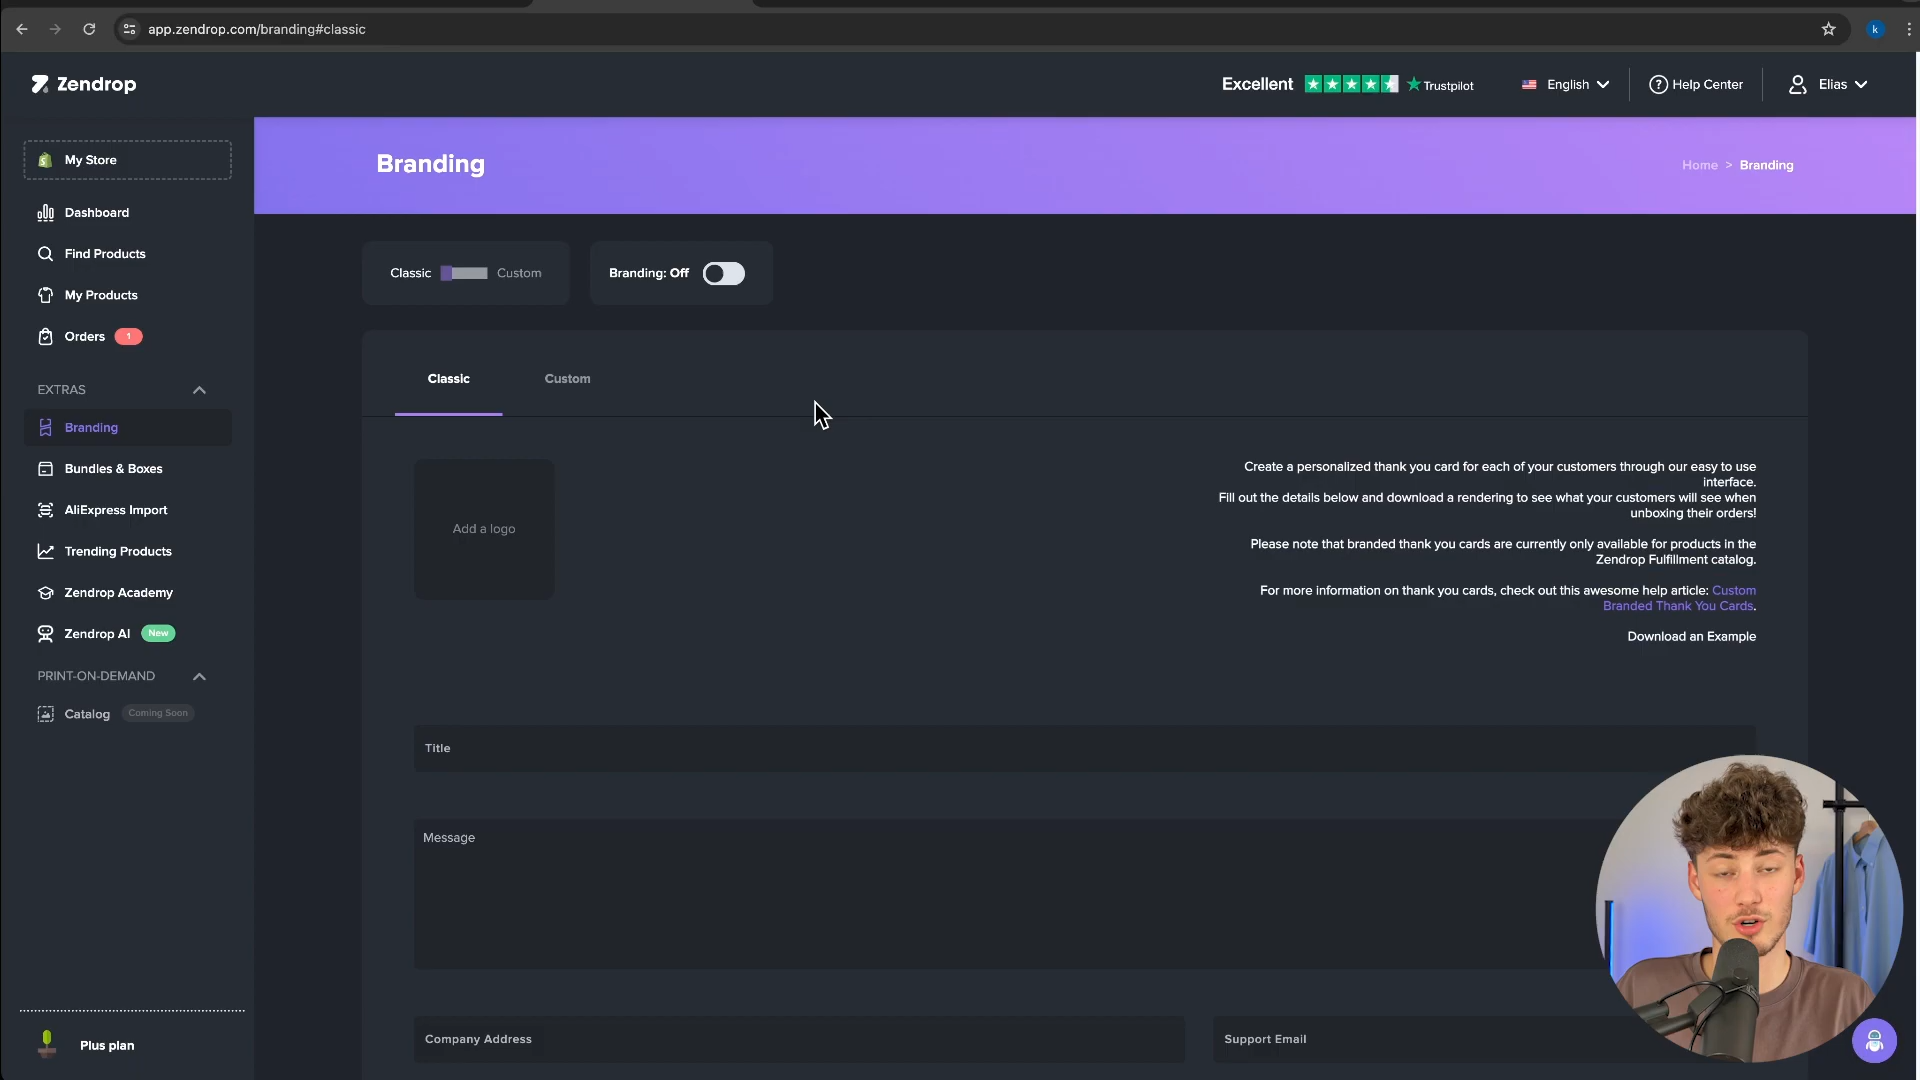 app.zendrop.com/branding#classic
k
Zendrop
Excellent
Trustpilot
English
Help Center
Elias
My Store
Dashboard
Find Products
My Products
Orders 1
EXTRAS
Branding
Bundles & Boxes
AliExpress Import
Trending Products
Zendrop Academy
Zendrop AI New
PRINT-ON-DEMAND
Catalog Coming Soon
Plus plan
Branding
Home > Branding
Classic Custom
Branding: Off
Classic Custom
Add a logo
Create a personalized thank you card for each of your customers through our easy to use
interface.
Fill out the details below and download a rendering to see what your customers will see when
unboxing their orders!
Please note that branded thank you cards are currently only available for products in the
Zendrop Fulfillment catalog.
For more information on thank you cards, check out this awesome help article: Custom
Branded Thank You Cards.
Download an Example
Title
Message
Company Address
Support Email